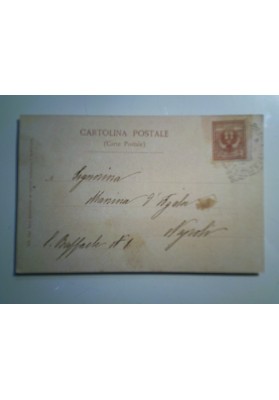 CARTOLINA POSTALE
(Carte Postale)
Signorina
Marina d'Ayala
S. Raffaele N° 1
Napoli